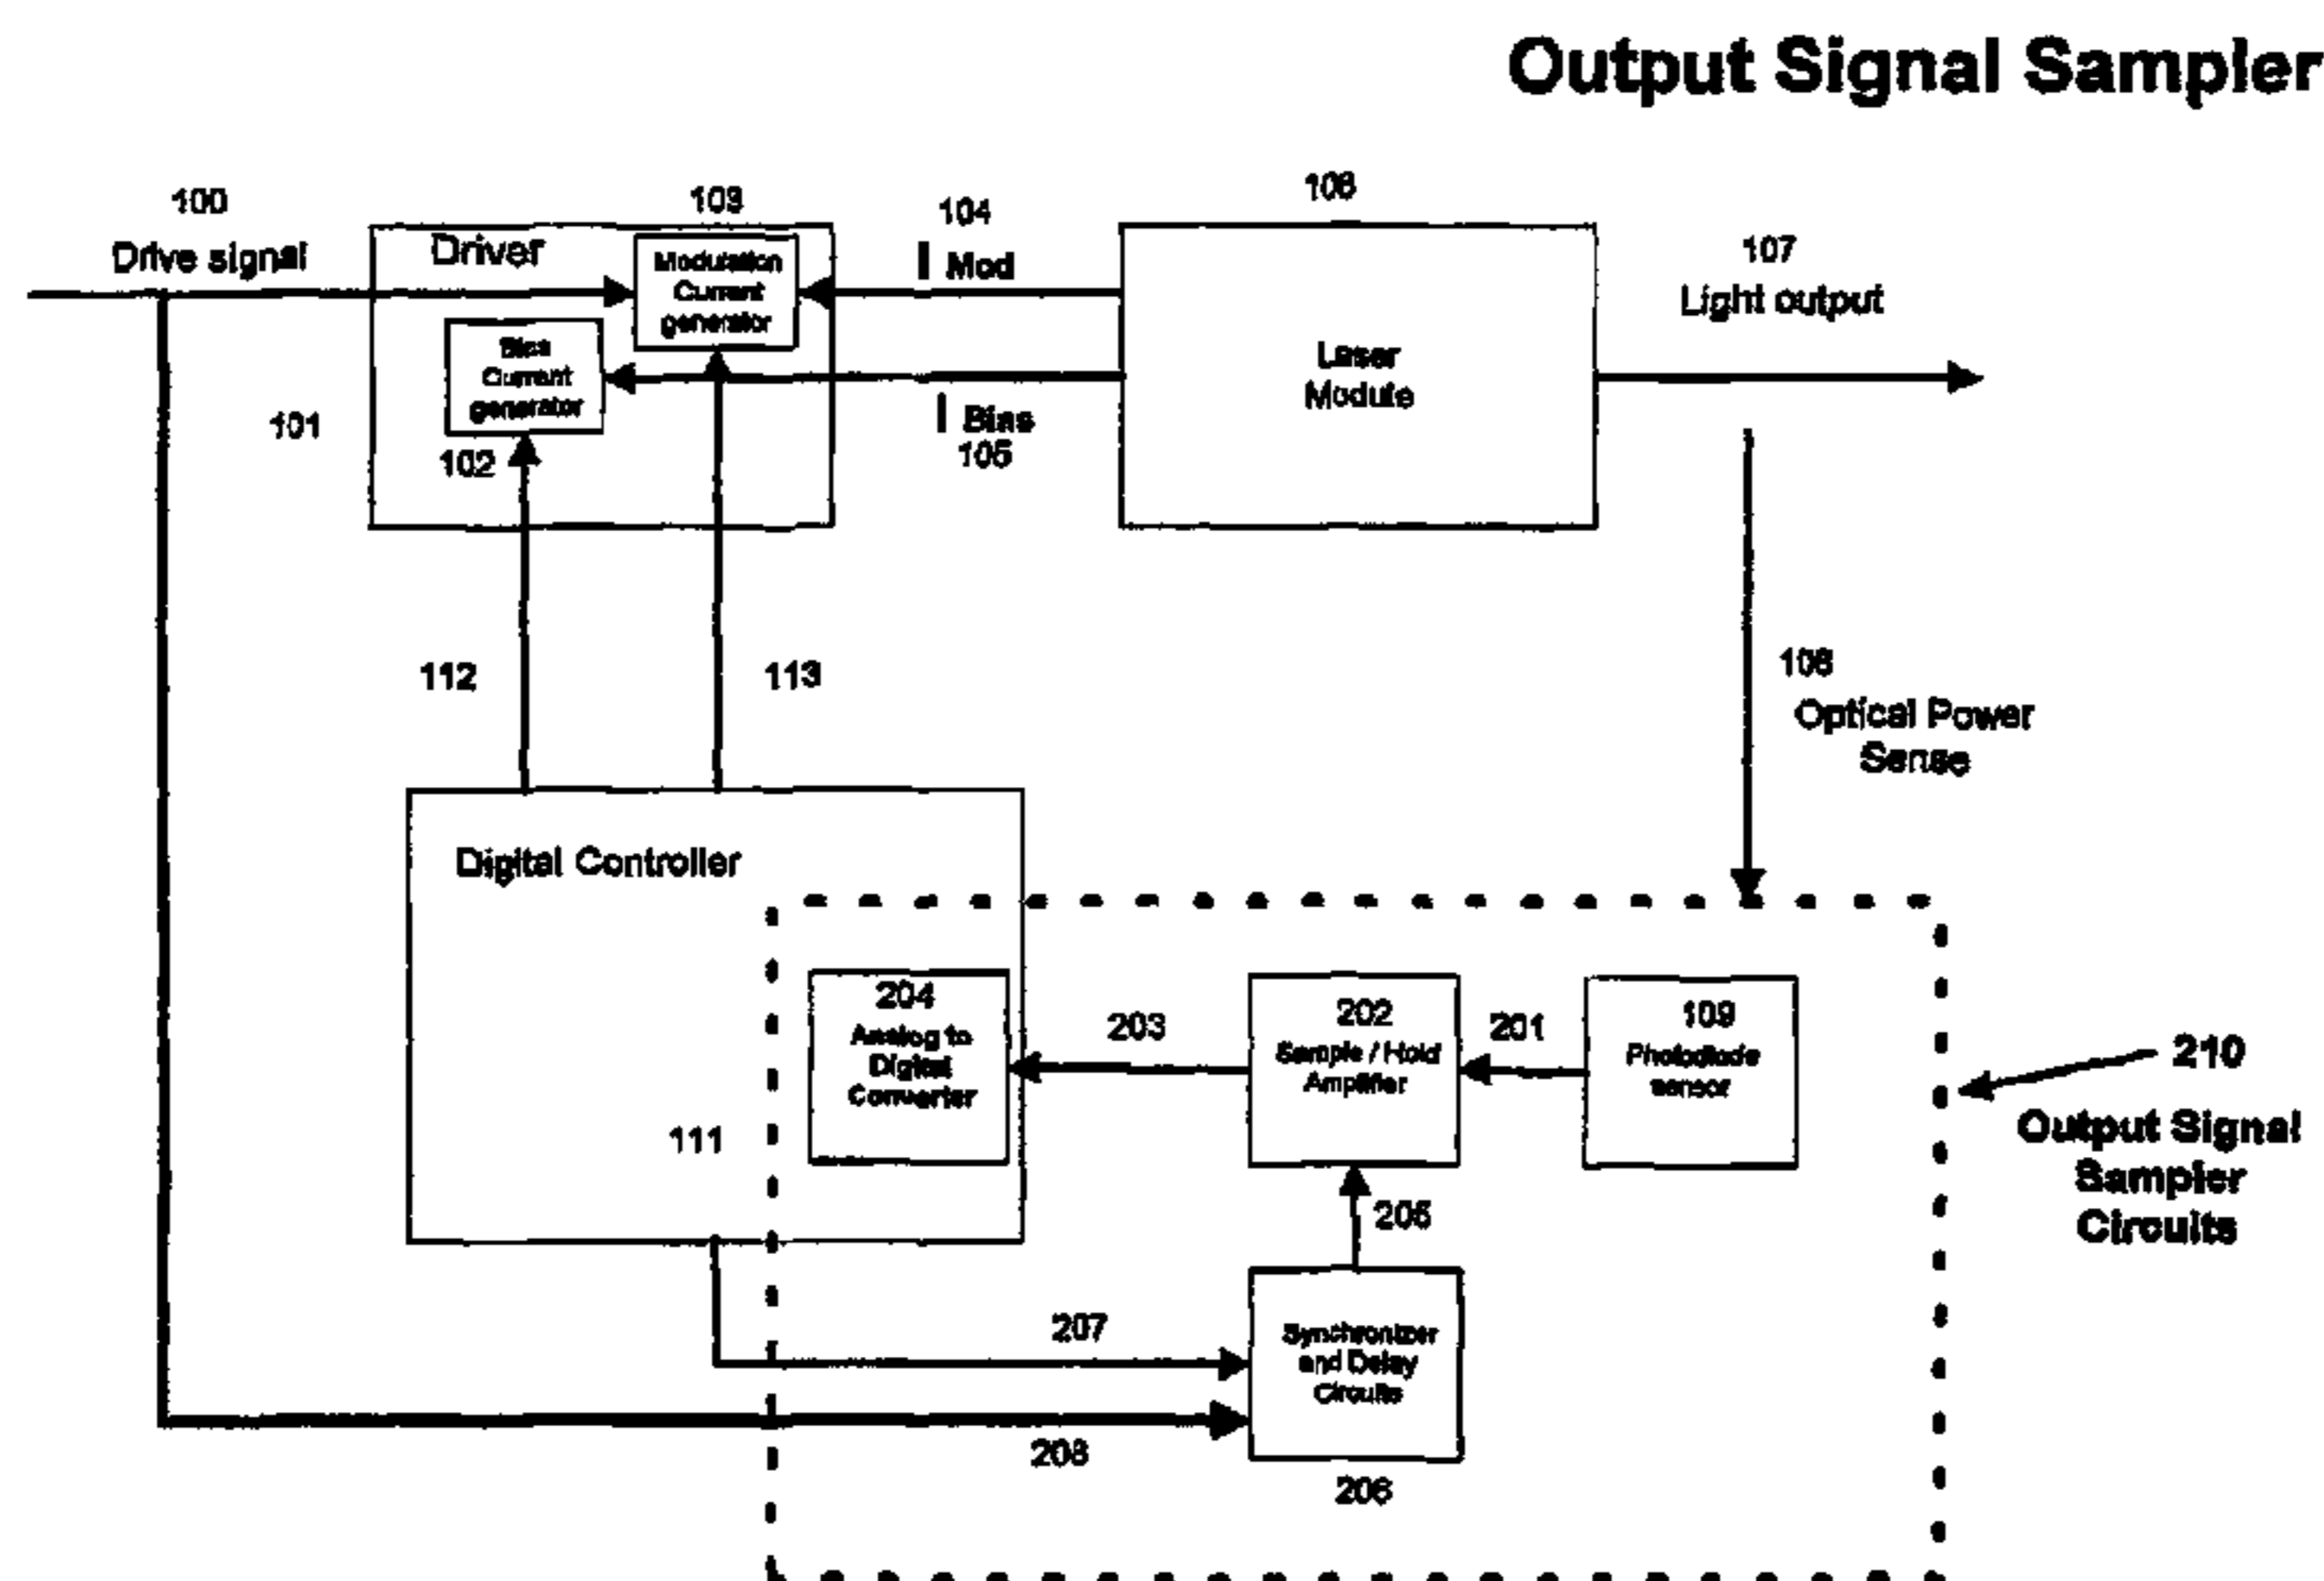 Output Signal Sampler
100
Drive signal
101
Driver
103
Modulation
Current
generator
Bias
Current
generator
102
104
I Mod
I Bias
105
106
Laser
Module
107
Light output
112
113
108
Optical Power
Sense
Digital Controller
111
204
Analog to
Digital
Converter
203
202
Sample / Hold
Amplifier
201
109
Photodiode
sensor
210
Output Signal
Sampler
Circuits
205
207
Synchronizer
and Delay
Circuits
208
206